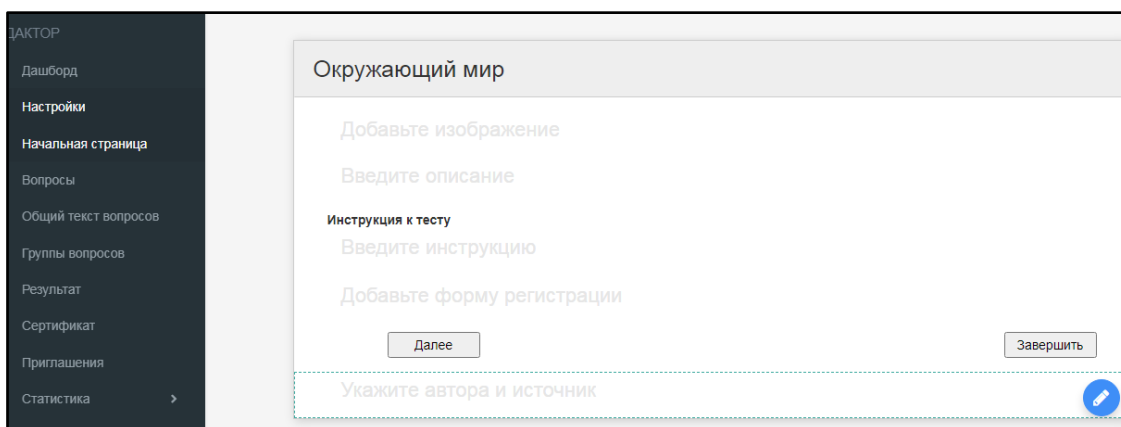 ДАКТОР
Дашборд
Настройки
Начальная страница
Вопросы
Общий текст вопросов
Группы вопросов
Результат
Сертификат
Приглашения
Статистика
Окружающий мир
Добавьте изображение
Введите описание
Инструкция к тесту
Введите инструкцию
Добавьте форму регистрации
Далее
Завершить
Укажите автора и источник